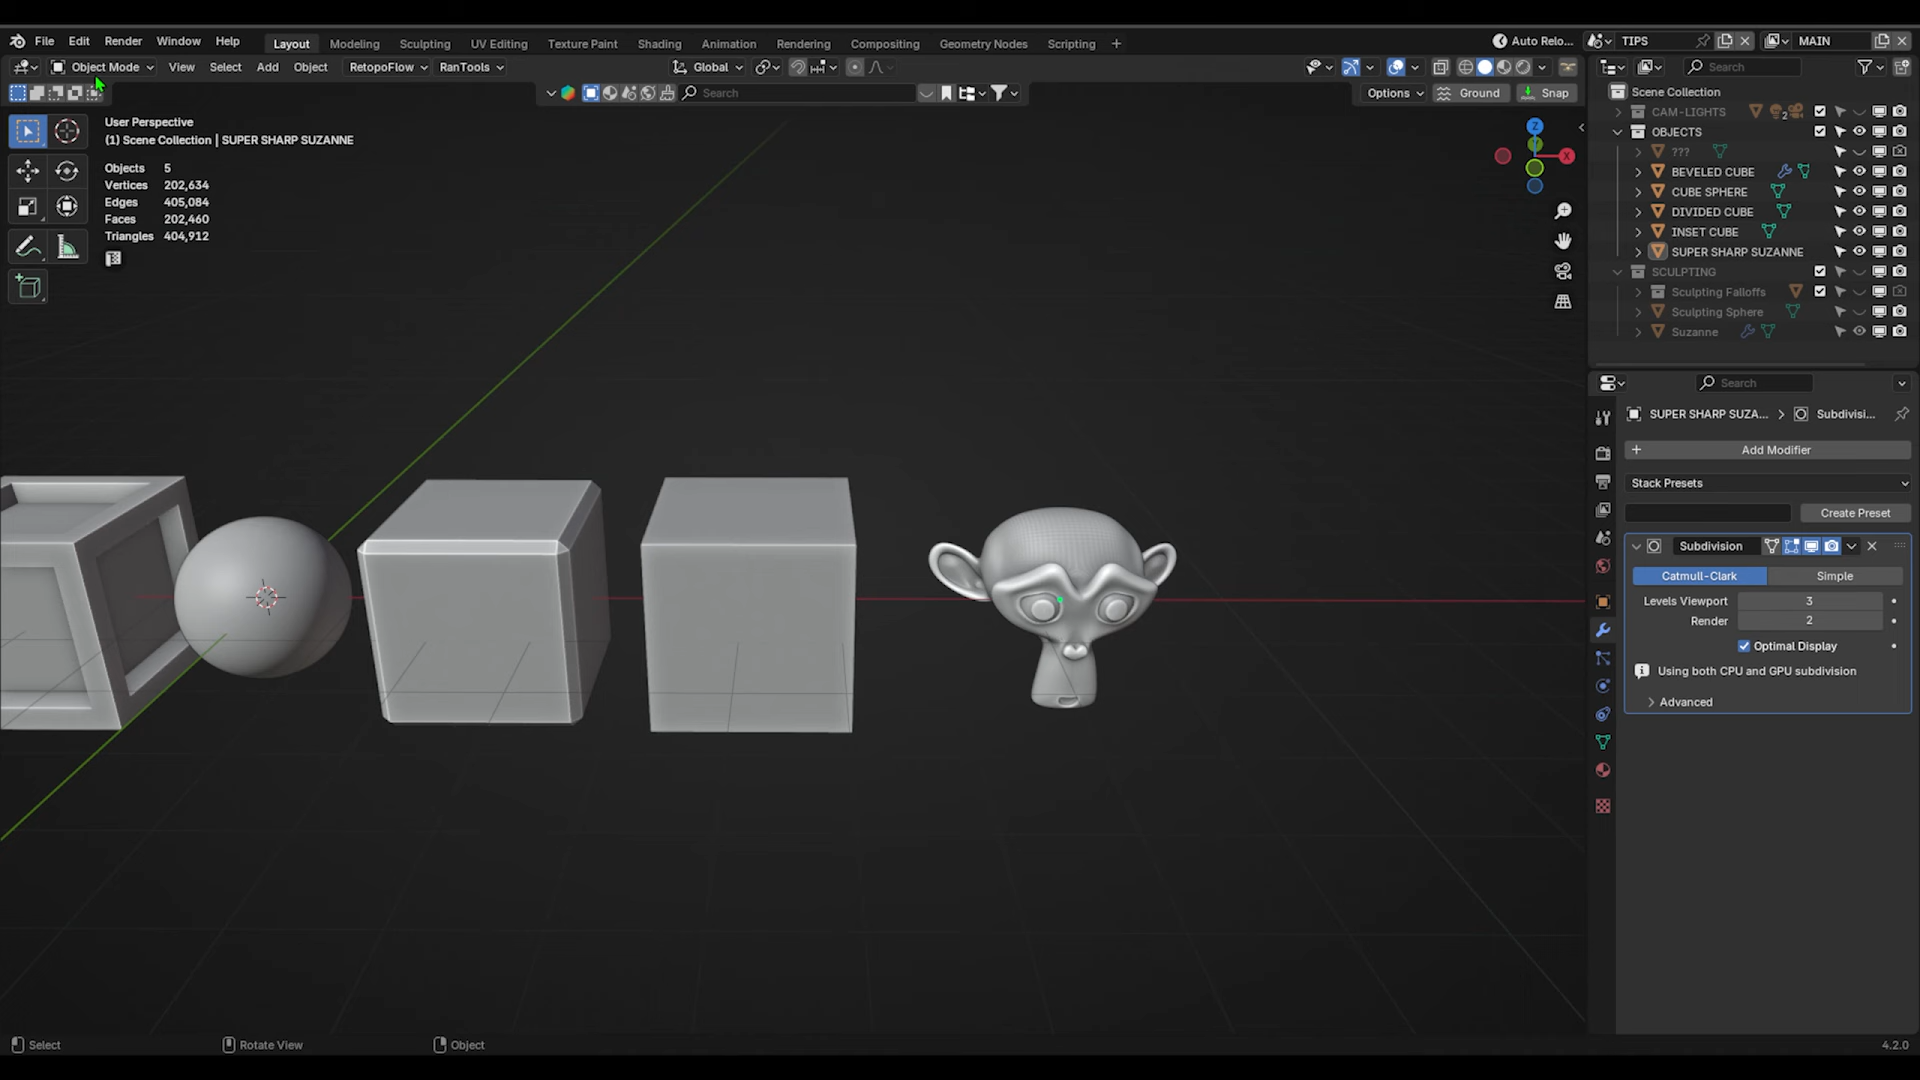 File Edit Render Window Help Layout Modeling Sculpting UV Editing Texture Paint Shading Animation Rendering Compositing Geometry Nodes Scripting + Auto Relo... TIPS MAIN
Object Mode View Select Add Object RetopoFlow RanTools Global Search
Search Options Ground Snap
User Perspective
(1) Scene Collection | SUPER SHARP SUZANNE
Objects 5
Vertices 202,634
Edges 405,084
Faces 202,460
Triangles 404,912
Z
X
Scene Collection
CAM-LIGHTS 2
OBJECTS
???
BEVELED CUBE
CUBE SPHERE
DIVIDED CUBE
INSET CUBE
SUPER SHARP SUZANNE
SCULPTING
Sculpting Falloffs
Sculpting Sphere
Suzanne
Search
SUPER SHARP SUZA... Subdivisi...
+ Add Modifier
Stack Presets
Create Preset
Subdivision
Catmull-Clark Simple
Levels Viewport 3
Render 2
Optimal Display
Using both CPU and GPU subdivision
Advanced
Select Rotate View Object 4.2.0